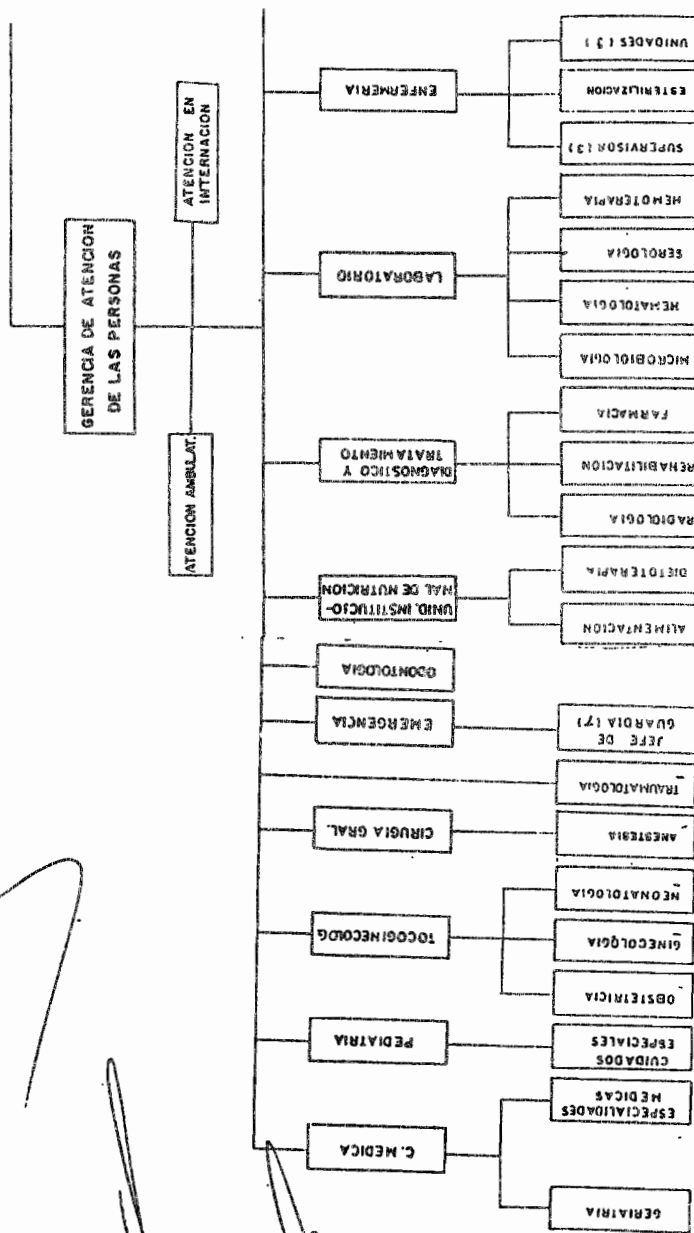 GERENCIA DE ATENCION
DE LAS PERSONAS
ATENCION AMBULAT.
ATENCION EN
INTERNACION
C. MEDICA
GERIATRIA
ESPECIALIDADES
MEDICAS
PEDIATRIA
CUIDADOS
ESPECIALES
TOCOGINECOLOG
OBSTETRICIA
GINECOLOGIA
NEONATOLOGIA
CIRUGIA GRAL.
ANESTESIA
TRAUMATOLOGIA
EMERGENCIA
JEFE DE
GUARDIA (7)
ODONTOLOGIA
UNID. INSTITUCIO-
NAL DE NUTRICION
ALIMENTACION
DIETOTERAPIA
DIAGNOSTICO Y
TRATAMIENTO
RADIOLOGIA
REHABILITACION
FARMACIA
LABORATORIO
MICROBIOLOGIA
HEMATOLOGIA
SEROLOGIA
HEMOTERAPIA
ENFERMERIA
SUPERVISOR (3)
ESTERILIZACION
UNIDADES (3)